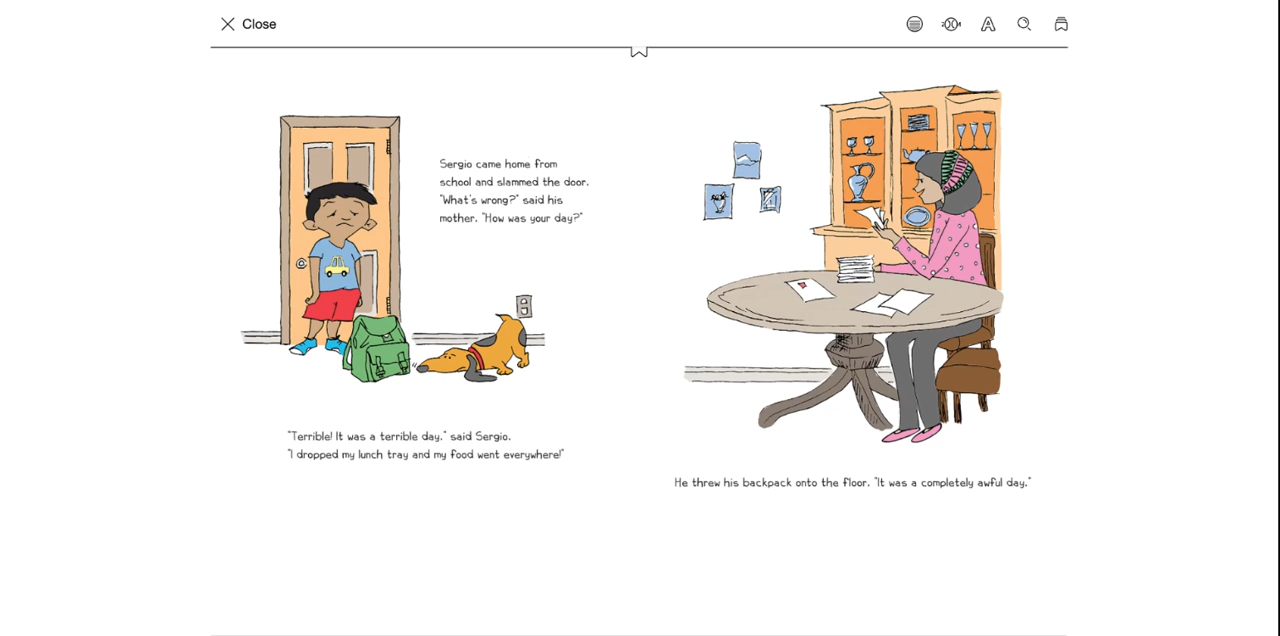 Close
Sergio came home from
school and slammed the door.
"What's wrong?" said his
mother. "How was your day?"
"Terrible! It was a terrible day," said Sergio.
"I dropped my lunch tray and my food went everywhere!"
He threw his backpack onto the floor. "It was a completely awful day."